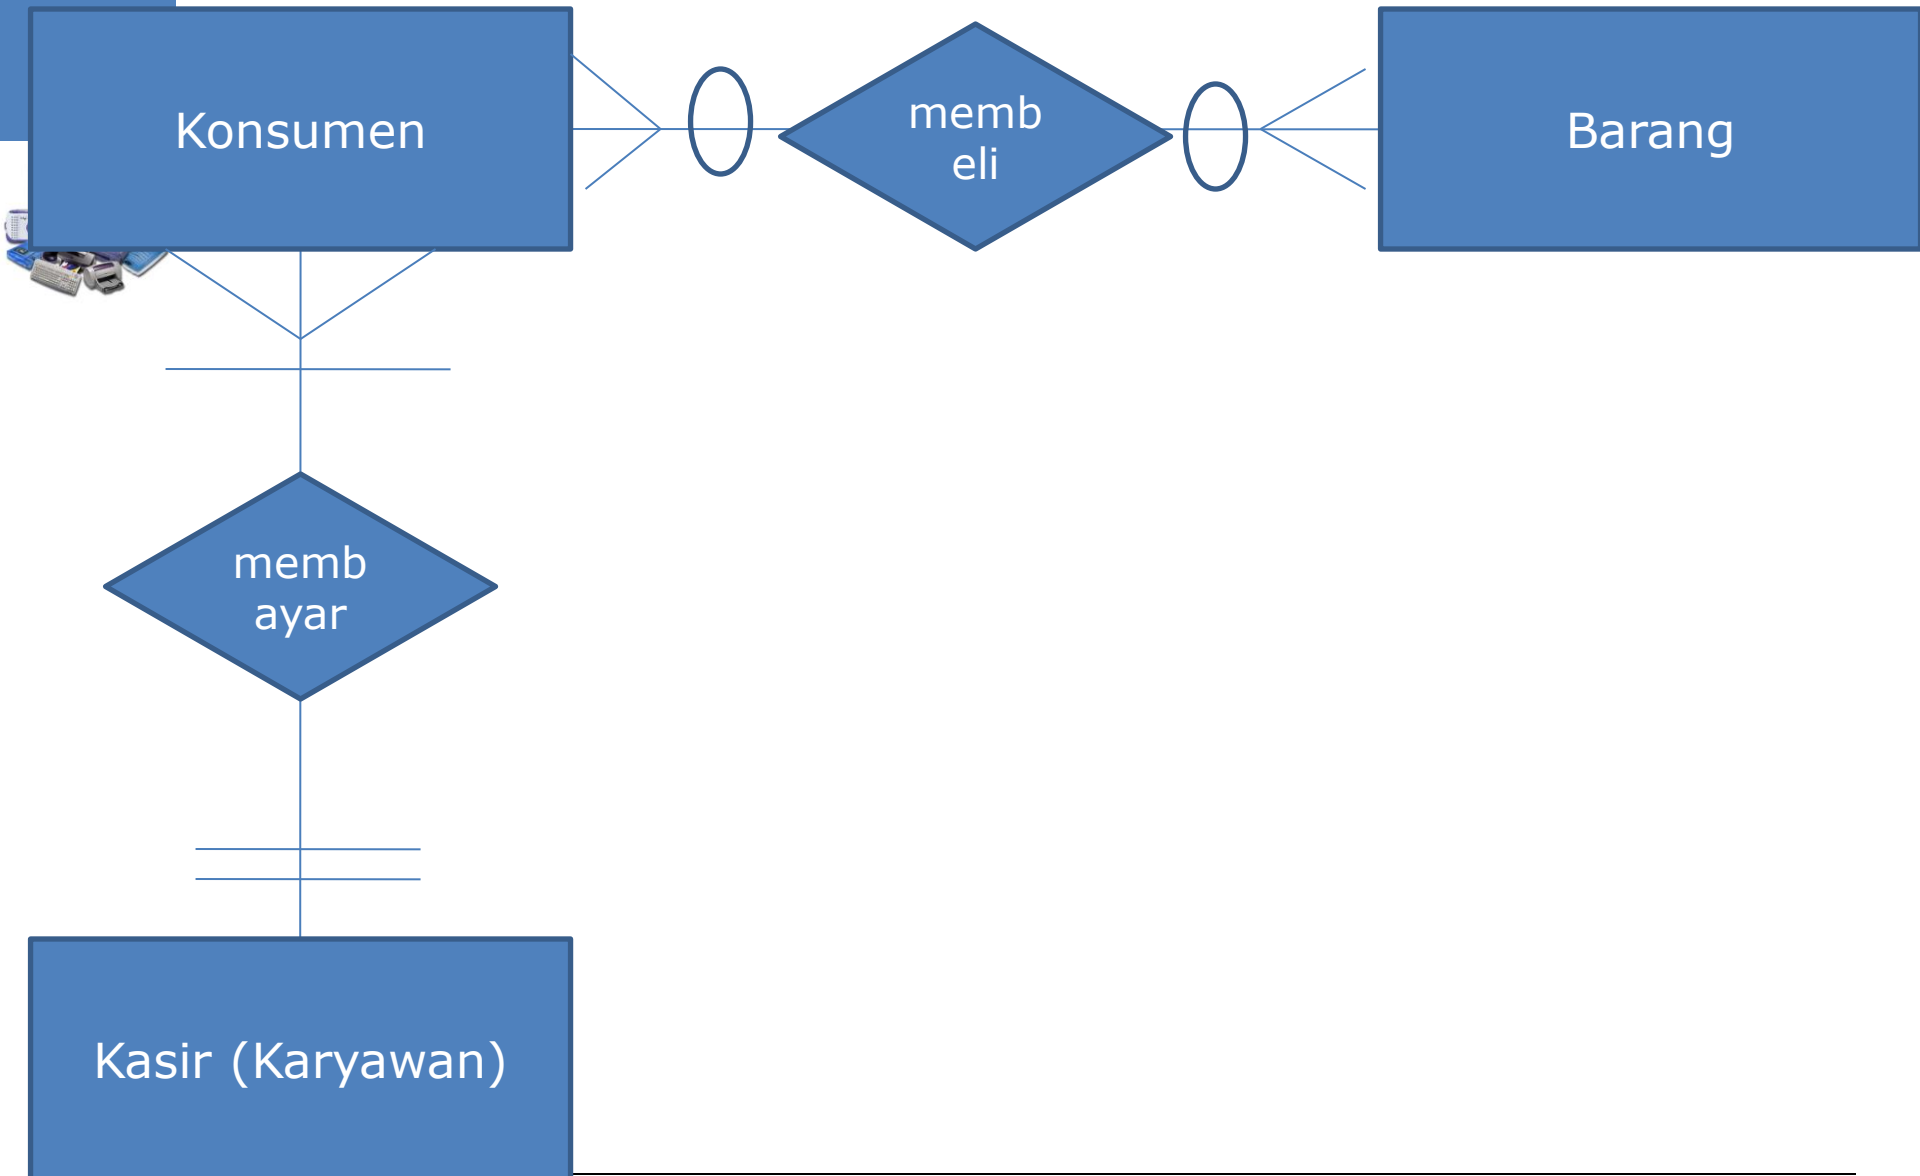 Konsumen
memb
eli
Barang
memb
ayar
Kasir (Karyawan)